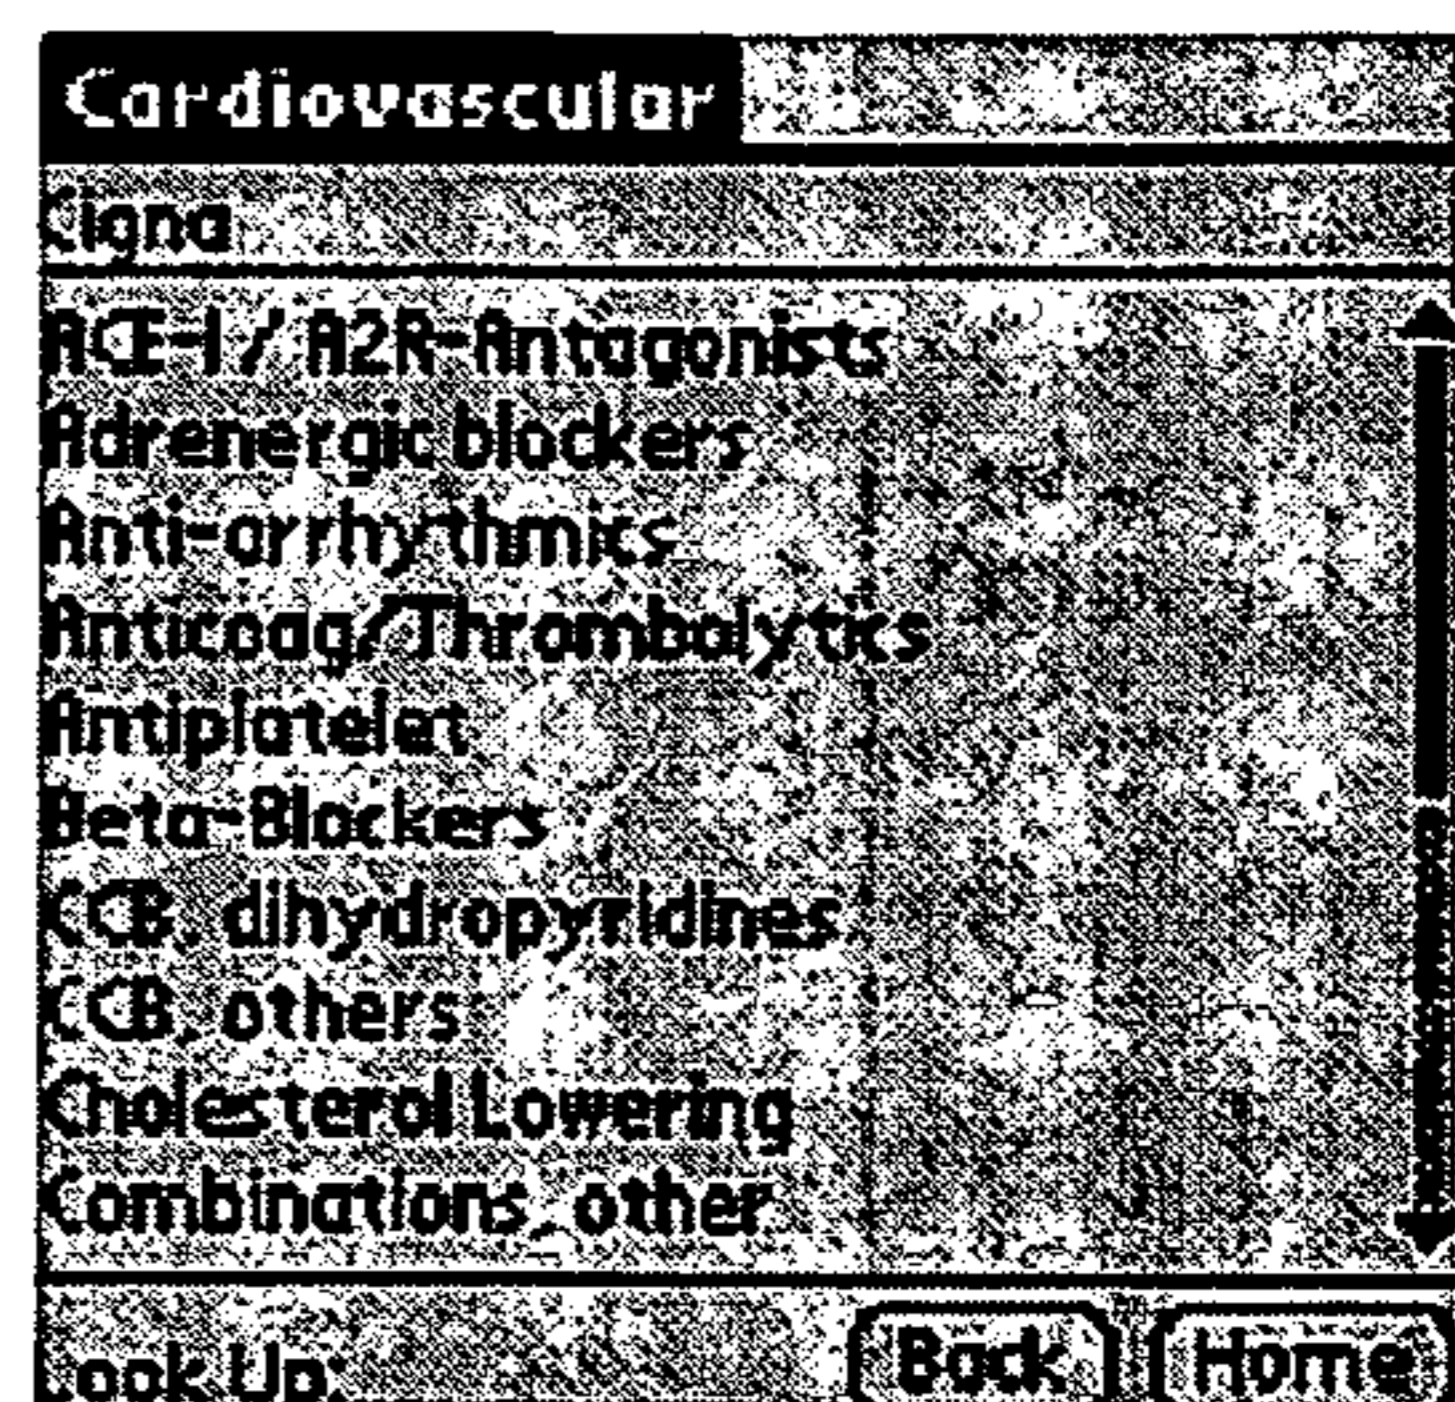 Cardiovascular
Cigna
ACE-I / A2R-Antagonists
Adrenergic blockers
Anti-arrhythmics
Anticoag/Thrombolytics
Antiplatelet
Beta-Blockers
CCB, dihydropyridines
CCB, others
Cholesterol Lowering
Combinations, other
Look Up: Back Home